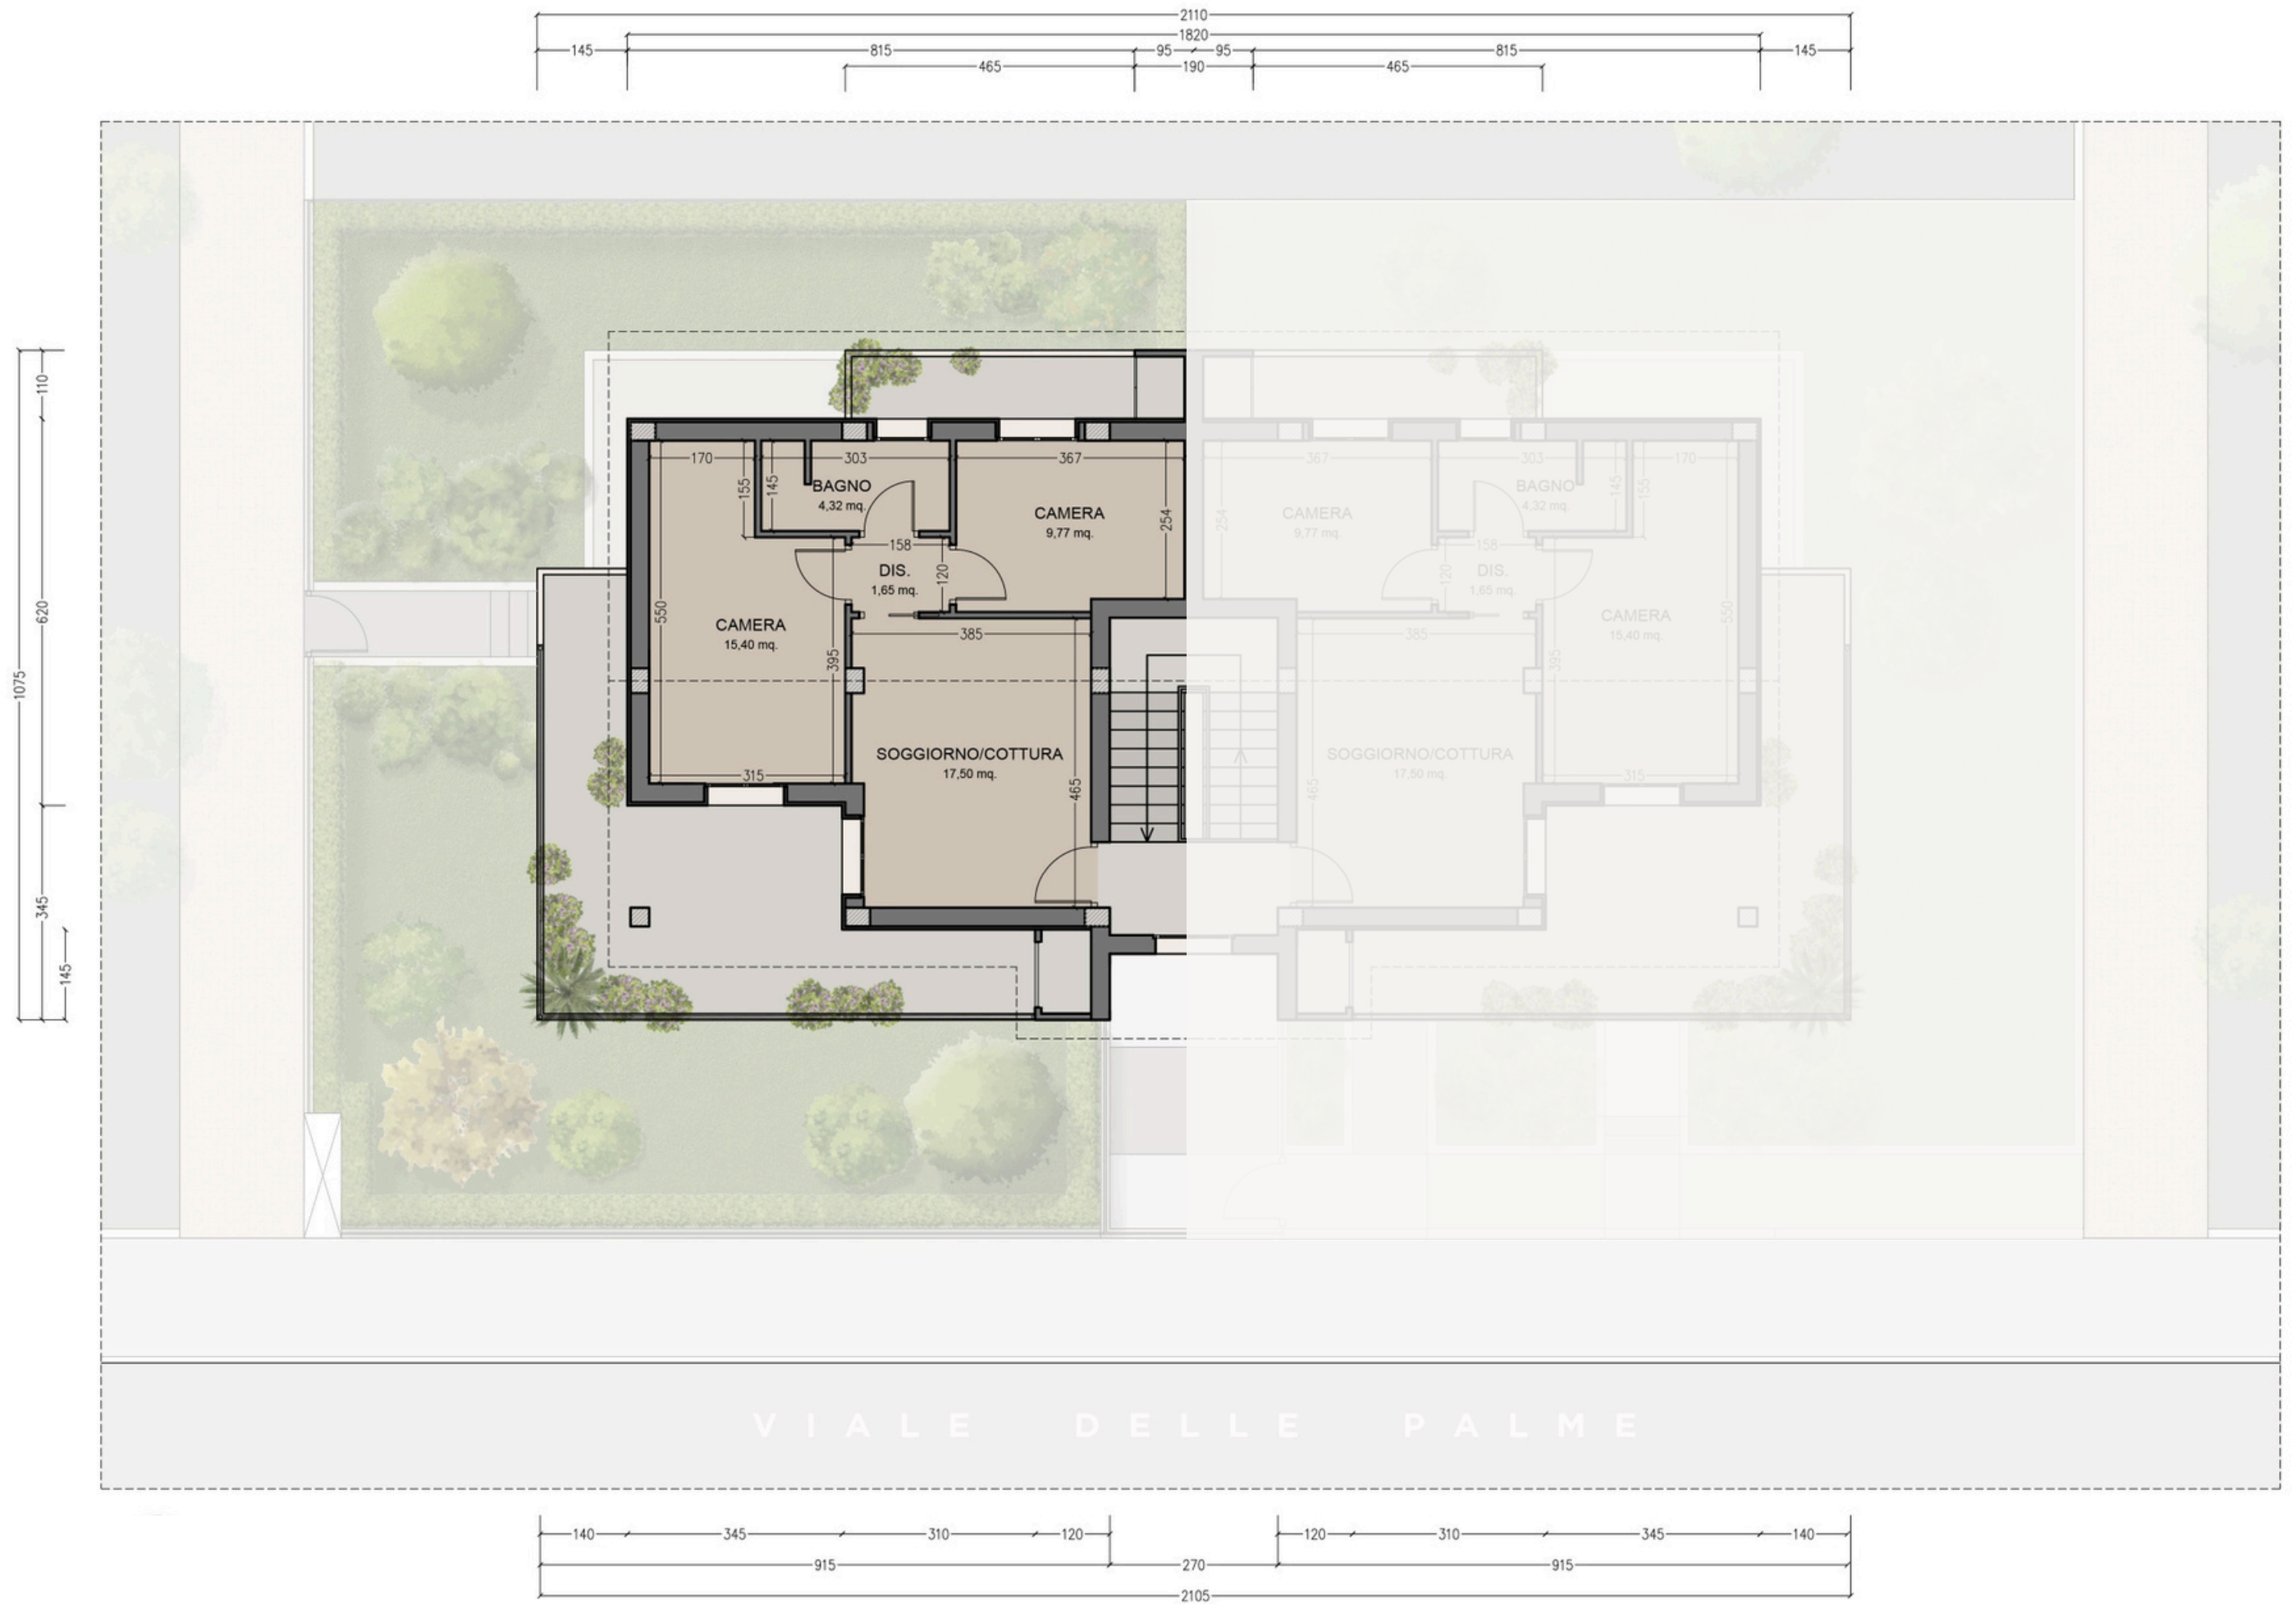 2110
1820
145 815 95 95 815 145
465 190 465
110
620
1075
345
145
170 303 367
155 145 254
BAGNO
4,32 mq.
CAMERA
9,77 mq.
158
DIS.
1,65 mq.
120
550
CAMERA
15,40 mq.
395
385
315
SOGGIORNO/COTTURA
17,50 mq.
465
367 303 170
254 145 155
CAMERA
9,77 mq.
BAGNO
4,32 mq.
158
DIS.
1,65 mq.
120
550
CAMERA
15,40 mq.
395
385
315
SOGGIORNO/COTTURA
17,50 mq.
465
VIALE DELLE PALME
140 345 310 120 120 310 345 140
915 270 915
2105